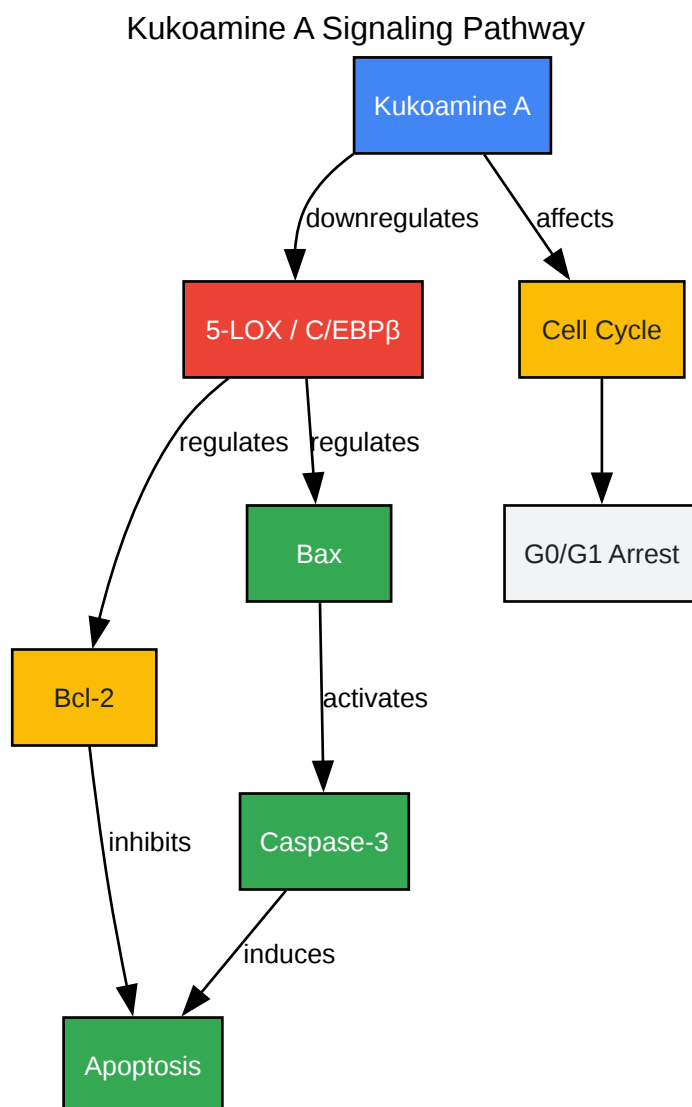 Kukoamine A Signaling Pathway
Kukoamine A
downregulates
affects
5-LOX / C/EBPβ
Cell Cycle
regulates
regulates
Bax
G0/G1 Arrest
Bcl-2
activates
inhibits
Caspase-3
induces
Apoptosis